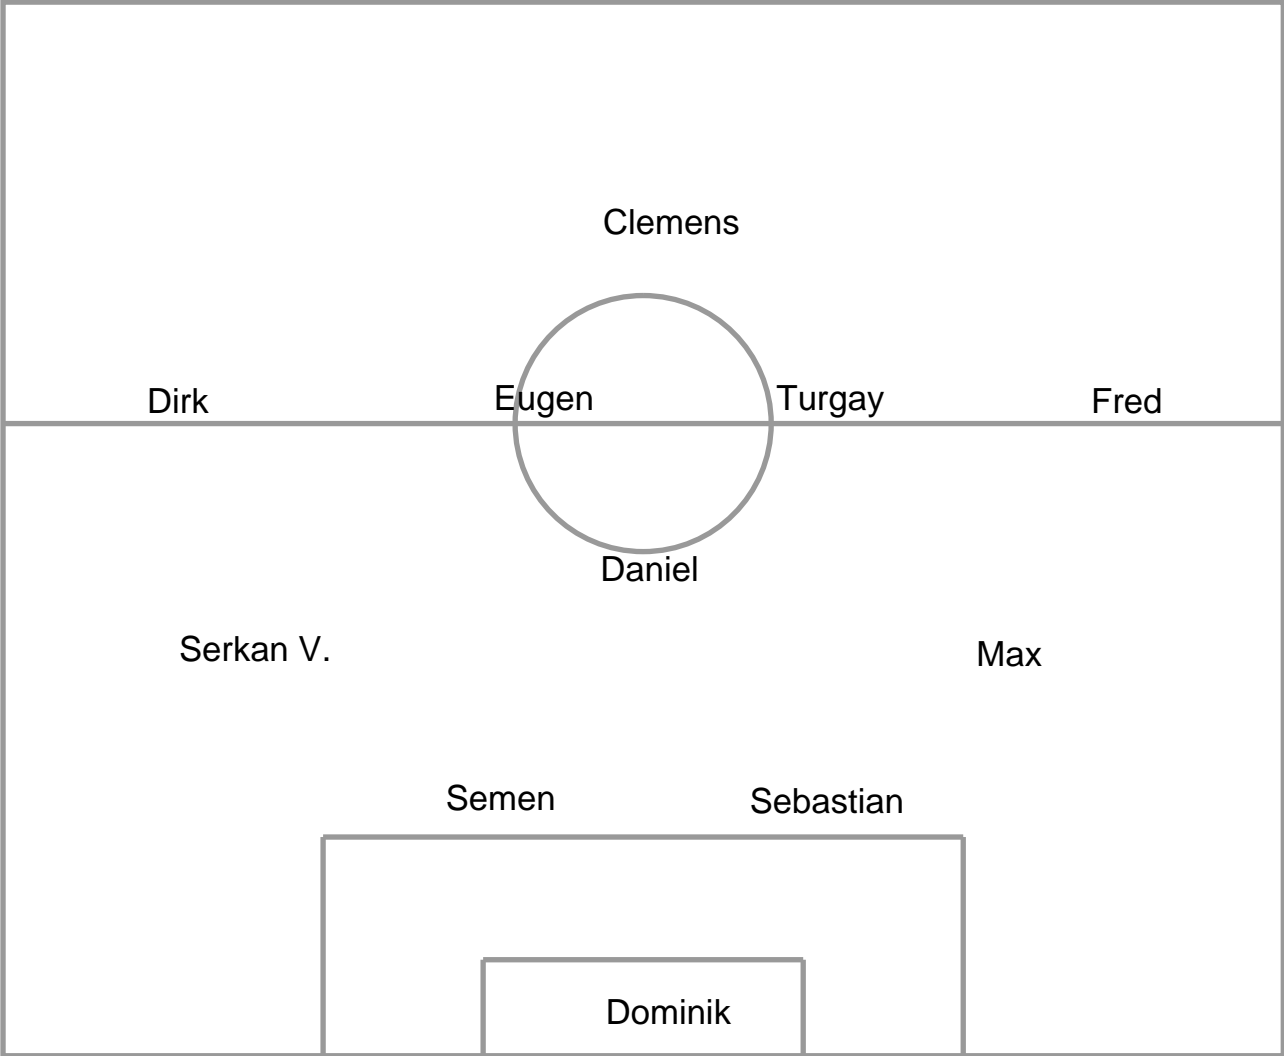 Clemens
Dirk Eugen Turgay Fred
Daniel
Serkan V. Max
Semen Sebastian
Dominik